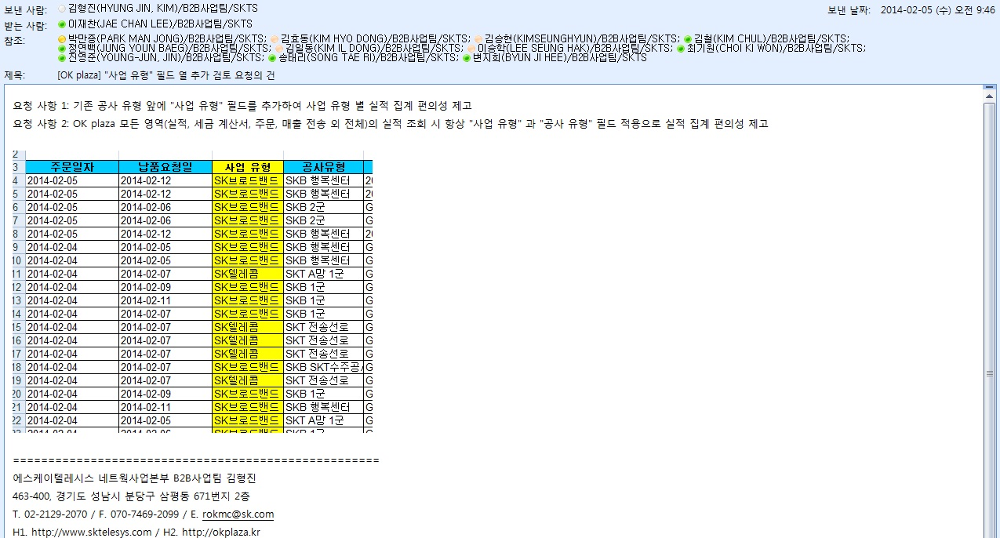 보낸 사람: 김형진(HYUNG JIN, KIM)/B2B사업팀/SKTS 보낸 날짜: 2014-02-05 (수) 오전 9:46
받는 사람: 이재찬(JAE CHAN LEE)/B2B사업팀/SKTS
참조: 박만종(PARK MAN JONG)/B2B사업팀/SKTS; 김효동(KIM HYO DONG)/B2B사업팀/SKTS; 김승현(KIMSEUNGHYUN)/B2B사업팀/SKTS; 김철(KIM CHUL)/B2B사업팀/SKTS;
정연백(JUNG YOUN BAEG)/B2B사업팀/SKTS; 김일동(KIM IL DONG)/B2B사업팀/SKTS; 이승학(LEE SEUNG HAK)/B2B사업팀/SKTS; 최기원(CHOI KI WON)/B2B사업팀/SKTS;
진영준(YOUNG-JUN, JIN)/B2B사업팀/SKTS; 송태리(SONG TAE RI)/B2B사업팀/SKTS; 변지희(BYUN JI HEE)/B2B사업팀/SKTS
제목: [OK plaza] "사업 유형" 필드 열 추가 검토 요청의 건
요청 사항 1: 기존 공사 유형 앞에 "사업 유형" 필드를 추가하여 사업 유형 별 실적 집계 편의성 제고
요청 사항 2: OK plaza 모든 영역(실적, 세금 계산서, 주문, 매출 전송 외 전체)의 실적 조회 시 항상 "사업 유형" 과 "공사 유형" 필드 적용으로 실적 집계 편의성 제고
2
3 주문일자 납품요청일 사업 유형 공사유형
4 2014-02-05 2014-02-12 SK브로드밴드 SKB 행복센터 20
5 2014-02-05 2014-02-12 SK브로드밴드 SKB 행복센터 G
6 2014-02-05 2014-02-06 SK브로드밴드 SKB 2군 G
7 2014-02-05 2014-02-06 SK브로드밴드 SKB 2군 G
8 2014-02-05 2014-02-12 SK브로드밴드 SKB 행복센터 20
9 2014-02-04 2014-02-05 SK브로드밴드 SKB 행복센터 G
10 2014-02-04 2014-02-05 SK브로드밴드 SKB 행복센터 G
11 2014-02-04 2014-02-07 SK텔레콤 SKT A망 1군 G
12 2014-02-04 2014-02-09 SK브로드밴드 SKB 1군 G
13 2014-02-04 2014-02-11 SK브로드밴드 SKB 1군 G
14 2014-02-04 2014-02-07 SK브로드밴드 SKB 1군 G
15 2014-02-04 2014-02-07 SK텔레콤 SKT 전송선로 G
16 2014-02-04 2014-02-07 SK텔레콤 SKT 전송선로 G
17 2014-02-04 2014-02-07 SK텔레콤 SKT 전송선로 G
18 2014-02-04 2014-02-07 SK브로드밴드 SKB SKT수주공 G
19 2014-02-04 2014-02-07 SK텔레콤 SKT 전송선로 G
20 2014-02-04 2014-02-09 SK브로드밴드 SKB 1군 G
21 2014-02-04 2014-02-11 SK브로드밴드 SKB 행복센터 G
22 2014-02-04 2014-02-05 SK브로드밴드 SKT A망 1군 G
====================================================
에스케이텔레시스 네트웍사업본부 B2B사업팀 김형진
463-400, 경기도 성남시 분당구 삼평동 671번지 2층
T. 02-2129-2070 / F. 070-7469-2099 / E. rokmc@sk.com
H1. http://www.sktelesys.com / H2. http://okplaza.kr